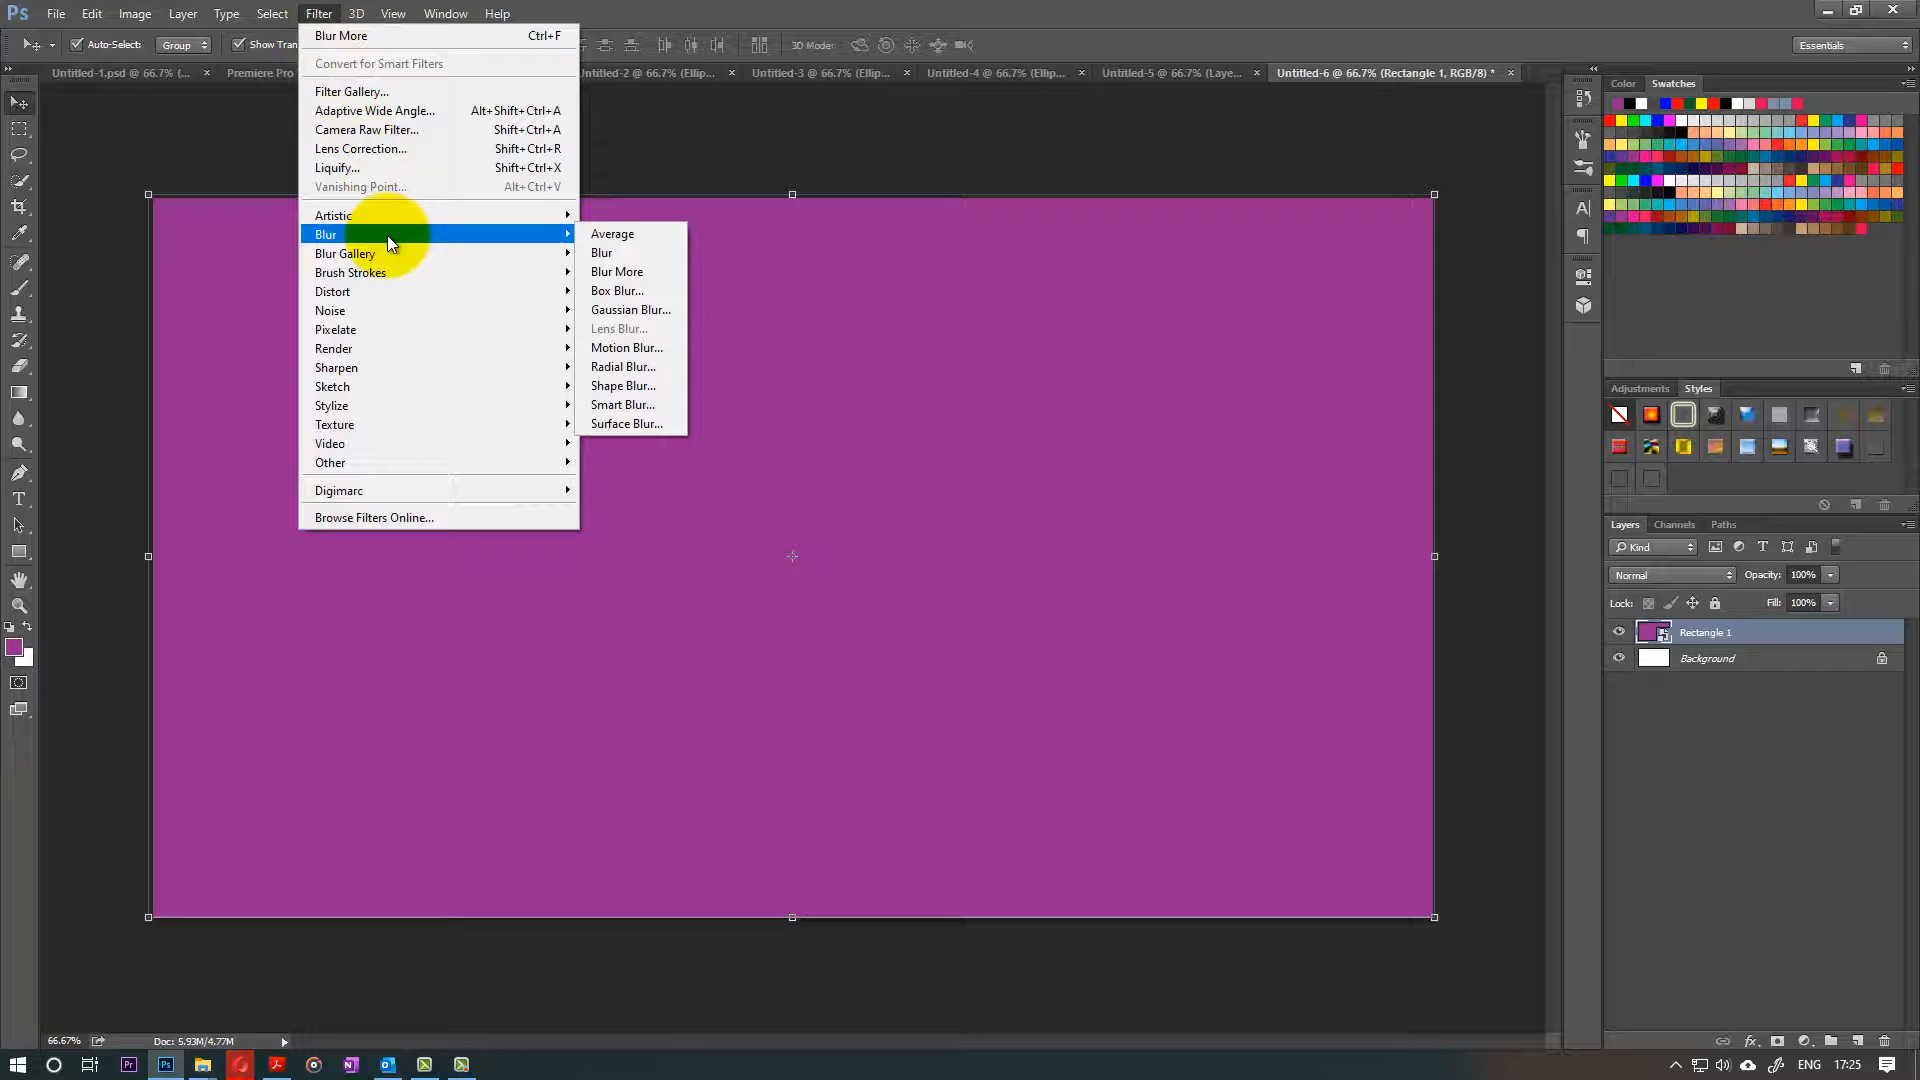 Ps File Edit Image Layer Type Select Filter 3D View Window Help
Auto-Select: Group Show Tran 3D Mode: Essentials
Untitled-1.psd @ 66.7% (... × Premiere Pro Untitled-2 @ 66.7% (Ellip... × Untitled-3 @ 66.7% (Ellip... × Untitled-4 @ 66.7% (Ellip... × Untitled-5 @ 66.7% (Laye... × Untitled-6 @ 66.7% (Rectangle 1, RGB/8) * ×
Blur More Ctrl+F
Convert for Smart Filters
Filter Gallery...
Adaptive Wide Angle... Alt+Shift+Ctrl+A
Camera Raw Filter... Shift+Ctrl+A
Lens Correction... Shift+Ctrl+R
Liquify... Shift+Ctrl+X
Vanishing Point... Alt+Ctrl+V
Artistic
Blur
Blur Gallery
Brush Strokes
Distort
Noise
Pixelate
Render
Sharpen
Sketch
Stylize
Texture
Video
Other
Digimarc
Browse Filters Online...
Average
Blur
Blur More
Box Blur...
Gaussian Blur...
Lens Blur...
Motion Blur...
Radial Blur...
Shape Blur...
Smart Blur...
Surface Blur...
Color Swatches
Adjustments Styles
Layers Channels Paths
Kind
Normal Opacity: 100%
Lock: Fill: 100%
Rectangle 1
Background
66.67% Doc: 5.93M/4.77M
Pr Ps ENG 17:25